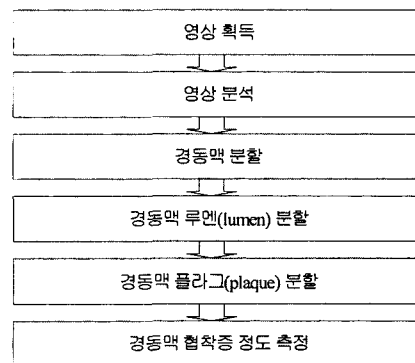 영상 획득
영상 분석
경동맥 분할
경동맥 루멘(lumen) 분할
경동맥 플라그(plaque) 분할
경동맥 협착증 정도 측정